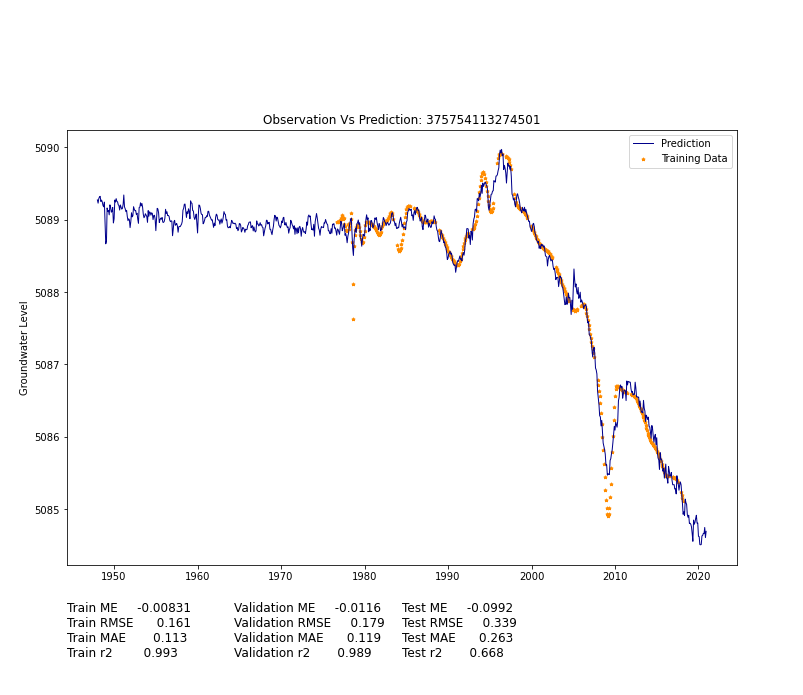 Observation Vs Prediction: 375754113274501
Prediction
Training Data
Groundwater Level
5090
5089
5088
5087
5086
5085
1950 1960 1970 1980 1990 2000 2010 2020
Train ME -0.00831 Validation ME -0.0116 Test ME -0.0992
Train RMSE 0.161 Validation RMSE 0.179 Test RMSE 0.339
Train MAE 0.113 Validation MAE 0.119 Test MAE 0.263
Train r2 0.993 Validation r2 0.989 Test r2 0.668